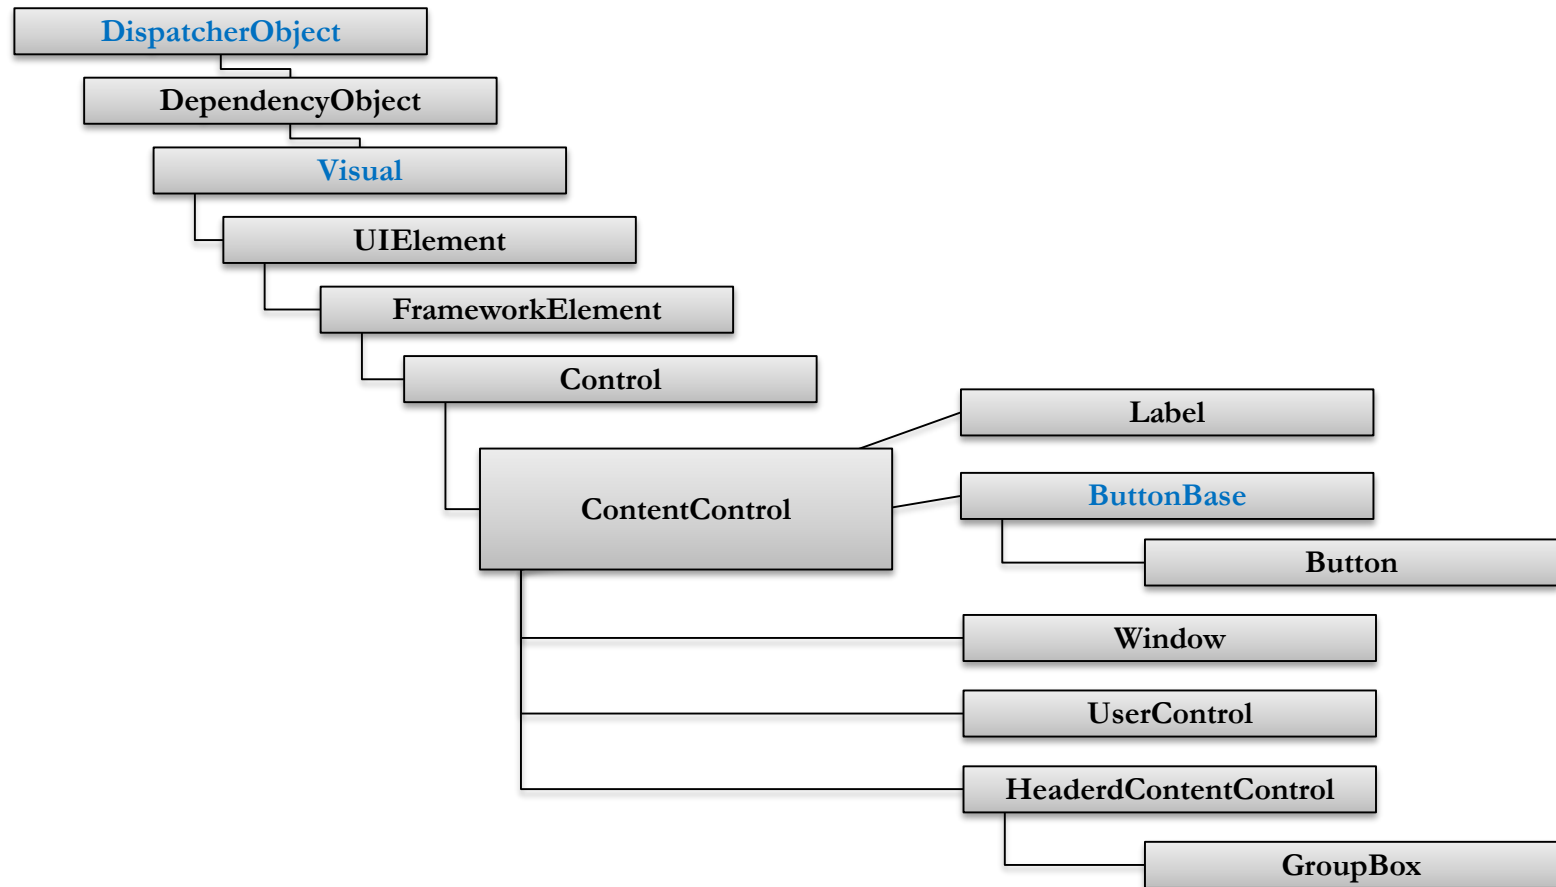 DispatcherObject
DependencyObject
Visual
UIElement
FrameworkElement
Control
Label
ContentControl
ButtonBase
Button
Window
UserControl
HeaderdContentControl
GroupBox